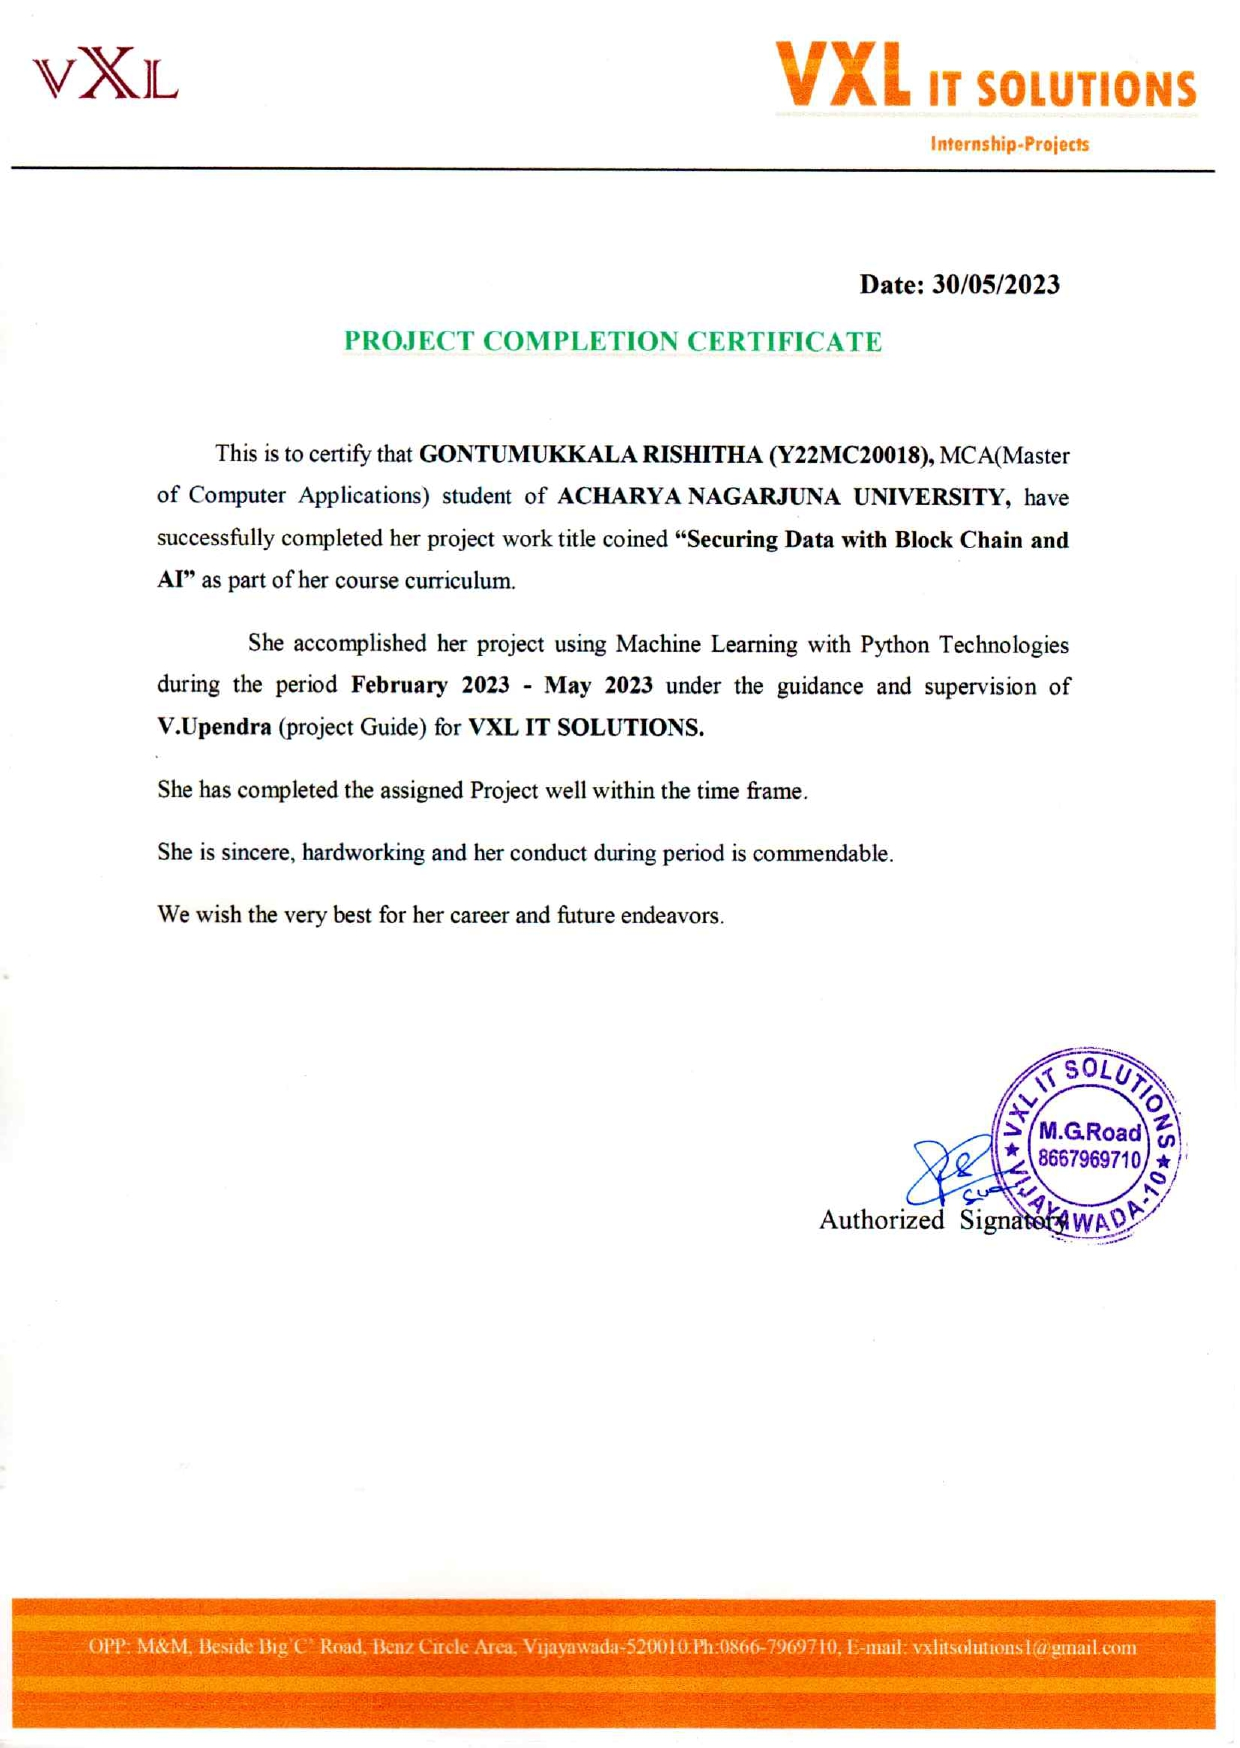 VXL
VXL IT SOLUTIONS
Internship-Projects
Date: 30/05/2023
PROJECT COMPLETION CERTIFICATE
This is to certify that GONTUMUKKALA RISHITHA (Y22MC20018), MCA(Master
of Computer Applications) student of ACHARYA NAGARJUNA UNIVERSITY, have
successfully completed her project work title coined “Securing Data with Block Chain and
AI” as part of her course curriculum.
She accomplished her project using Machine Learning with Python Technologies
during the period February 2023 - May 2023 under the guidance and supervision of
V.Upendra (project Guide) for VXL IT SOLUTIONS.
She has completed the assigned Project well within the time frame.
She is sincere, hardworking and her conduct during period is commendable.
We wish the very best for her career and future endeavors.
VXL IT SOLUTIONS
M.G.Road
8667969710
VIJAYAWADA-10
Authorized Signatory
OPP: M&M, Beside Big'C' Road, Benz Circle Area, Vijayawada-520010.Ph:0866-7969710, E-mail: vxlitsolutions1@gmail.com